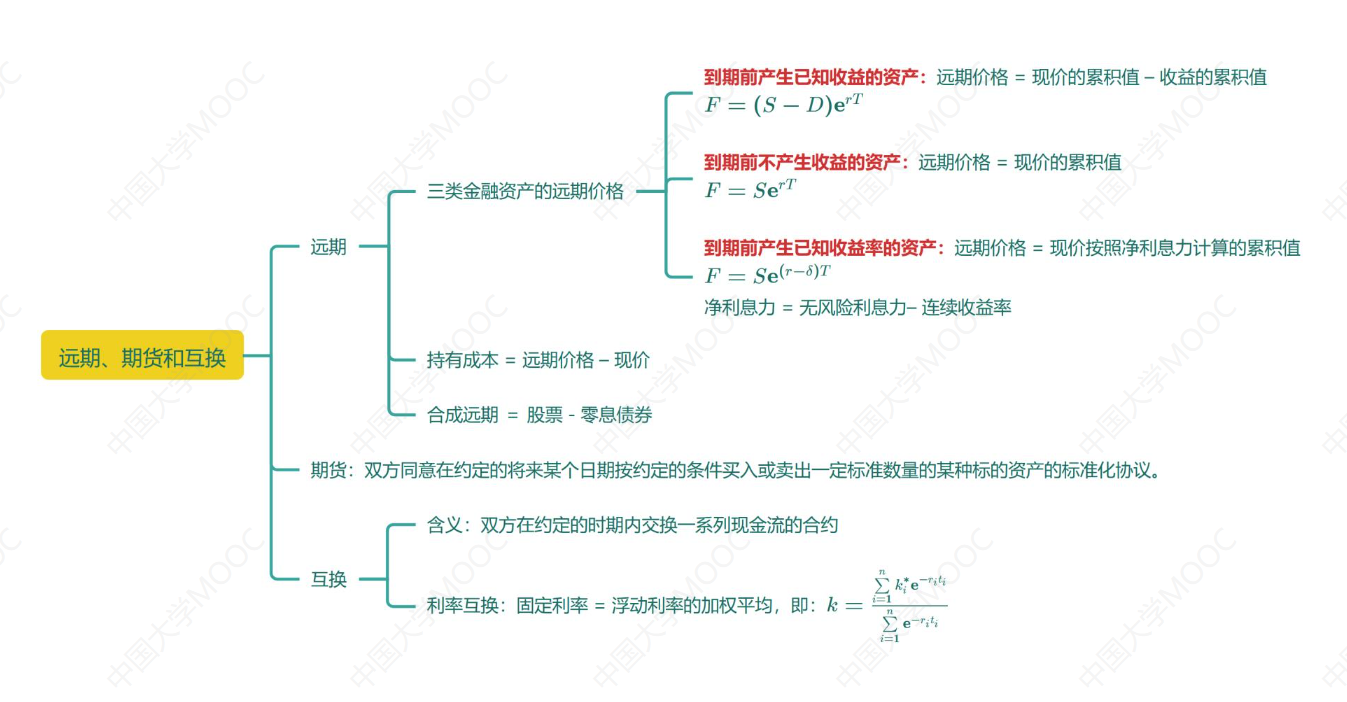 远期、期货和互换
远期
三类金融资产的远期价格
到期前产生已知收益的资产：远期价格 = 现价的累积值 – 收益的累积值
F = (S − D)e^{rT}
到期前不产生收益的资产：远期价格 = 现价的累积值
F = Se^{rT}
到期前产生已知收益率的资产：远期价格 = 现价按照净利息力计算的累积值
F = Se^{(r−δ)T}
净利息力 = 无风险利息力– 连续收益率
持有成本 = 远期价格 – 现价
合成远期 = 股票 - 零息债券
期货：双方同意在约定的将来某个日期按约定的条件买入或卖出一定标准数量的某种标的资产的标准化协议。
互换
含义：双方在约定的时期内交换一系列现金流的合约
利率互换：固定利率 = 浮动利率的加权平均，即：k = \frac{\sum_{i=1}^{n} k_i^* e^{-r_i t_i}}{\sum_{i=1}^{n} e^{-r_i t_i}}
中国大学MOOC